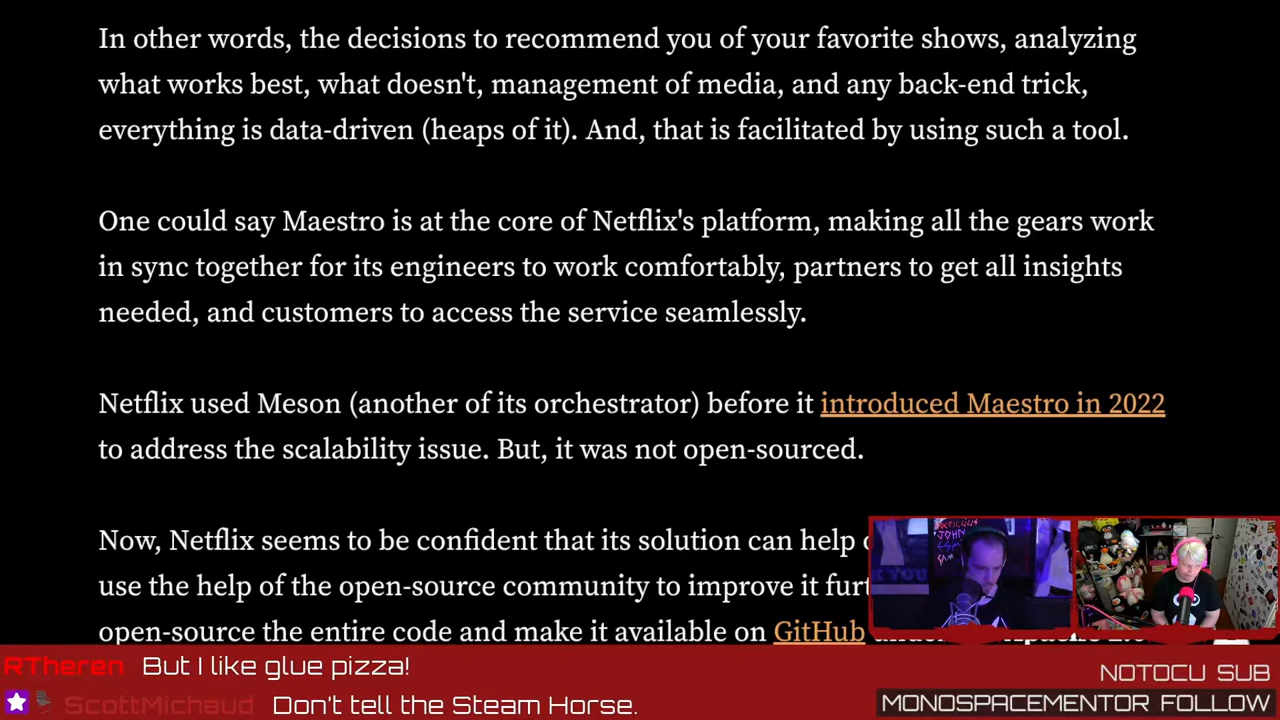 In other words, the decisions to recommend you of your favorite shows, analyzing
what works best, what doesn't, management of media, and any back-end trick,
everything is data-driven (heaps of it). And, that is facilitated by using such a tool.
One could say Maestro is at the core of Netflix's platform, making all the gears work
in sync together for its engineers to work comfortably, partners to get all insights
needed, and customers to access the service seamlessly.
Netflix used Meson (another of its orchestrator) before it introduced Maestro in 2022
to address the scalability issue. But, it was not open-sourced.
Now, Netflix seems to be confident that its solution can help
use the help of the open-source community to improve it
open-source the entire code and make it available on GitHub
RTheren But I like glue pizza!
ScottMichaud Don't tell the Steam Horse.
NOTOCU SUB
MONOSPACEMENTOR FOLLOW